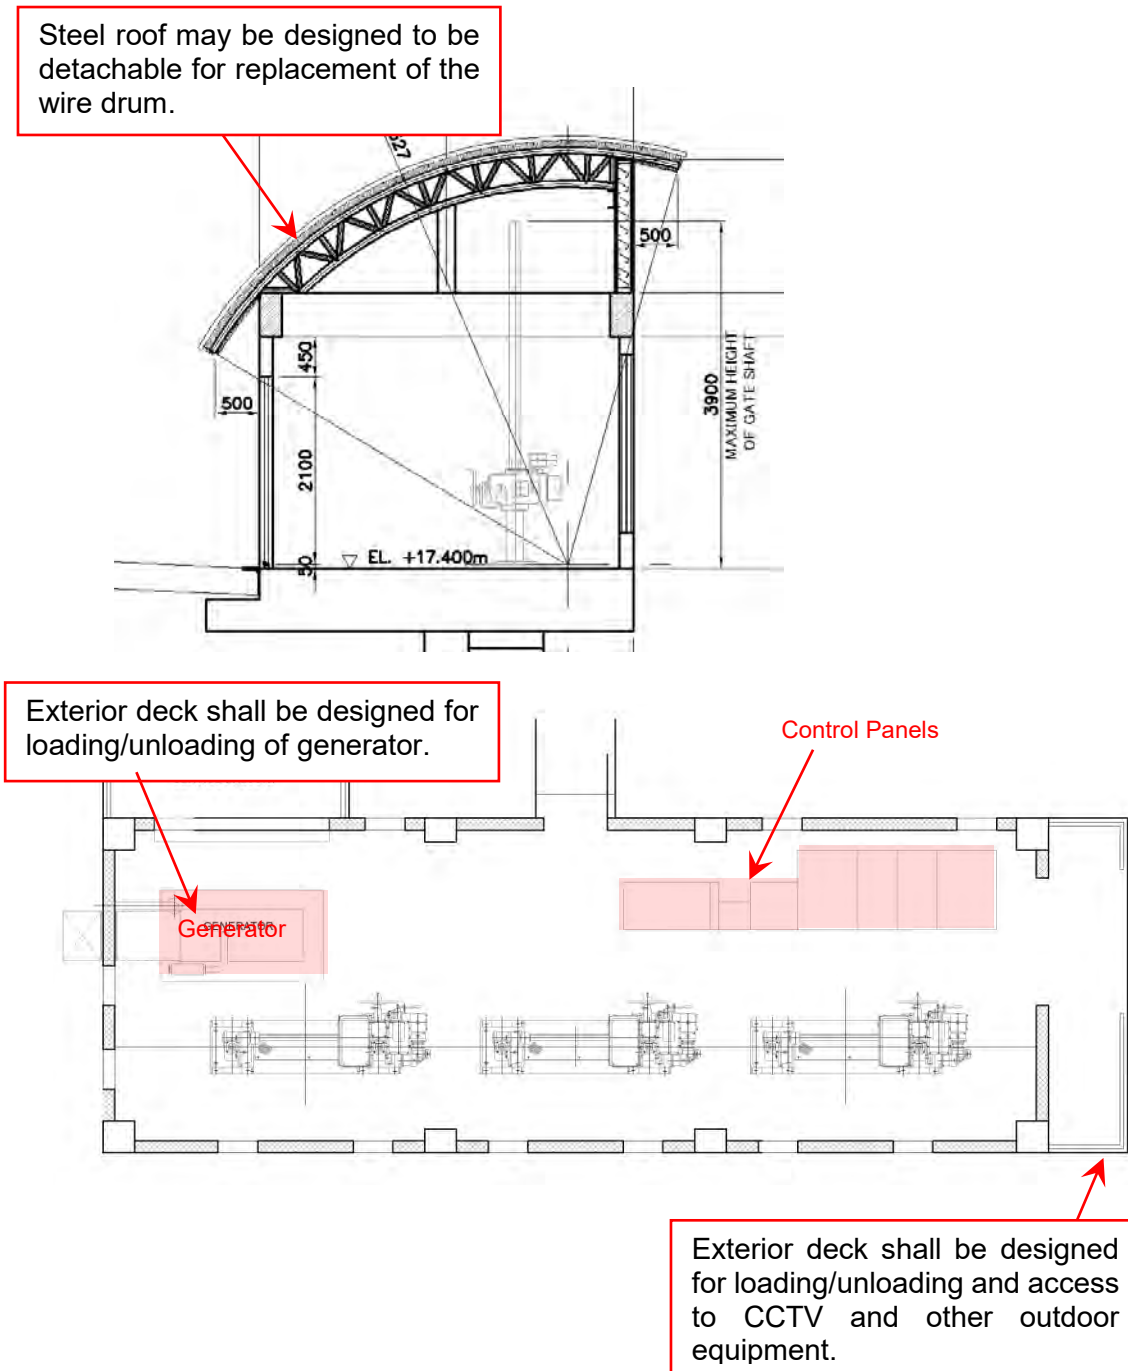 Steel roof may be designed to be
detachable for replacement of the
wire drum.
500
450
500
2100
3900
MAXIMUM HEIGHT
OF GATE SHAFT
EL. +17.400m
50
Exterior deck shall be designed for
loading/unloading of generator.
Control Panels
GENERATOR
Generator
Exterior deck shall be designed
for loading/unloading and access
to CCTV and other outdoor
equipment.